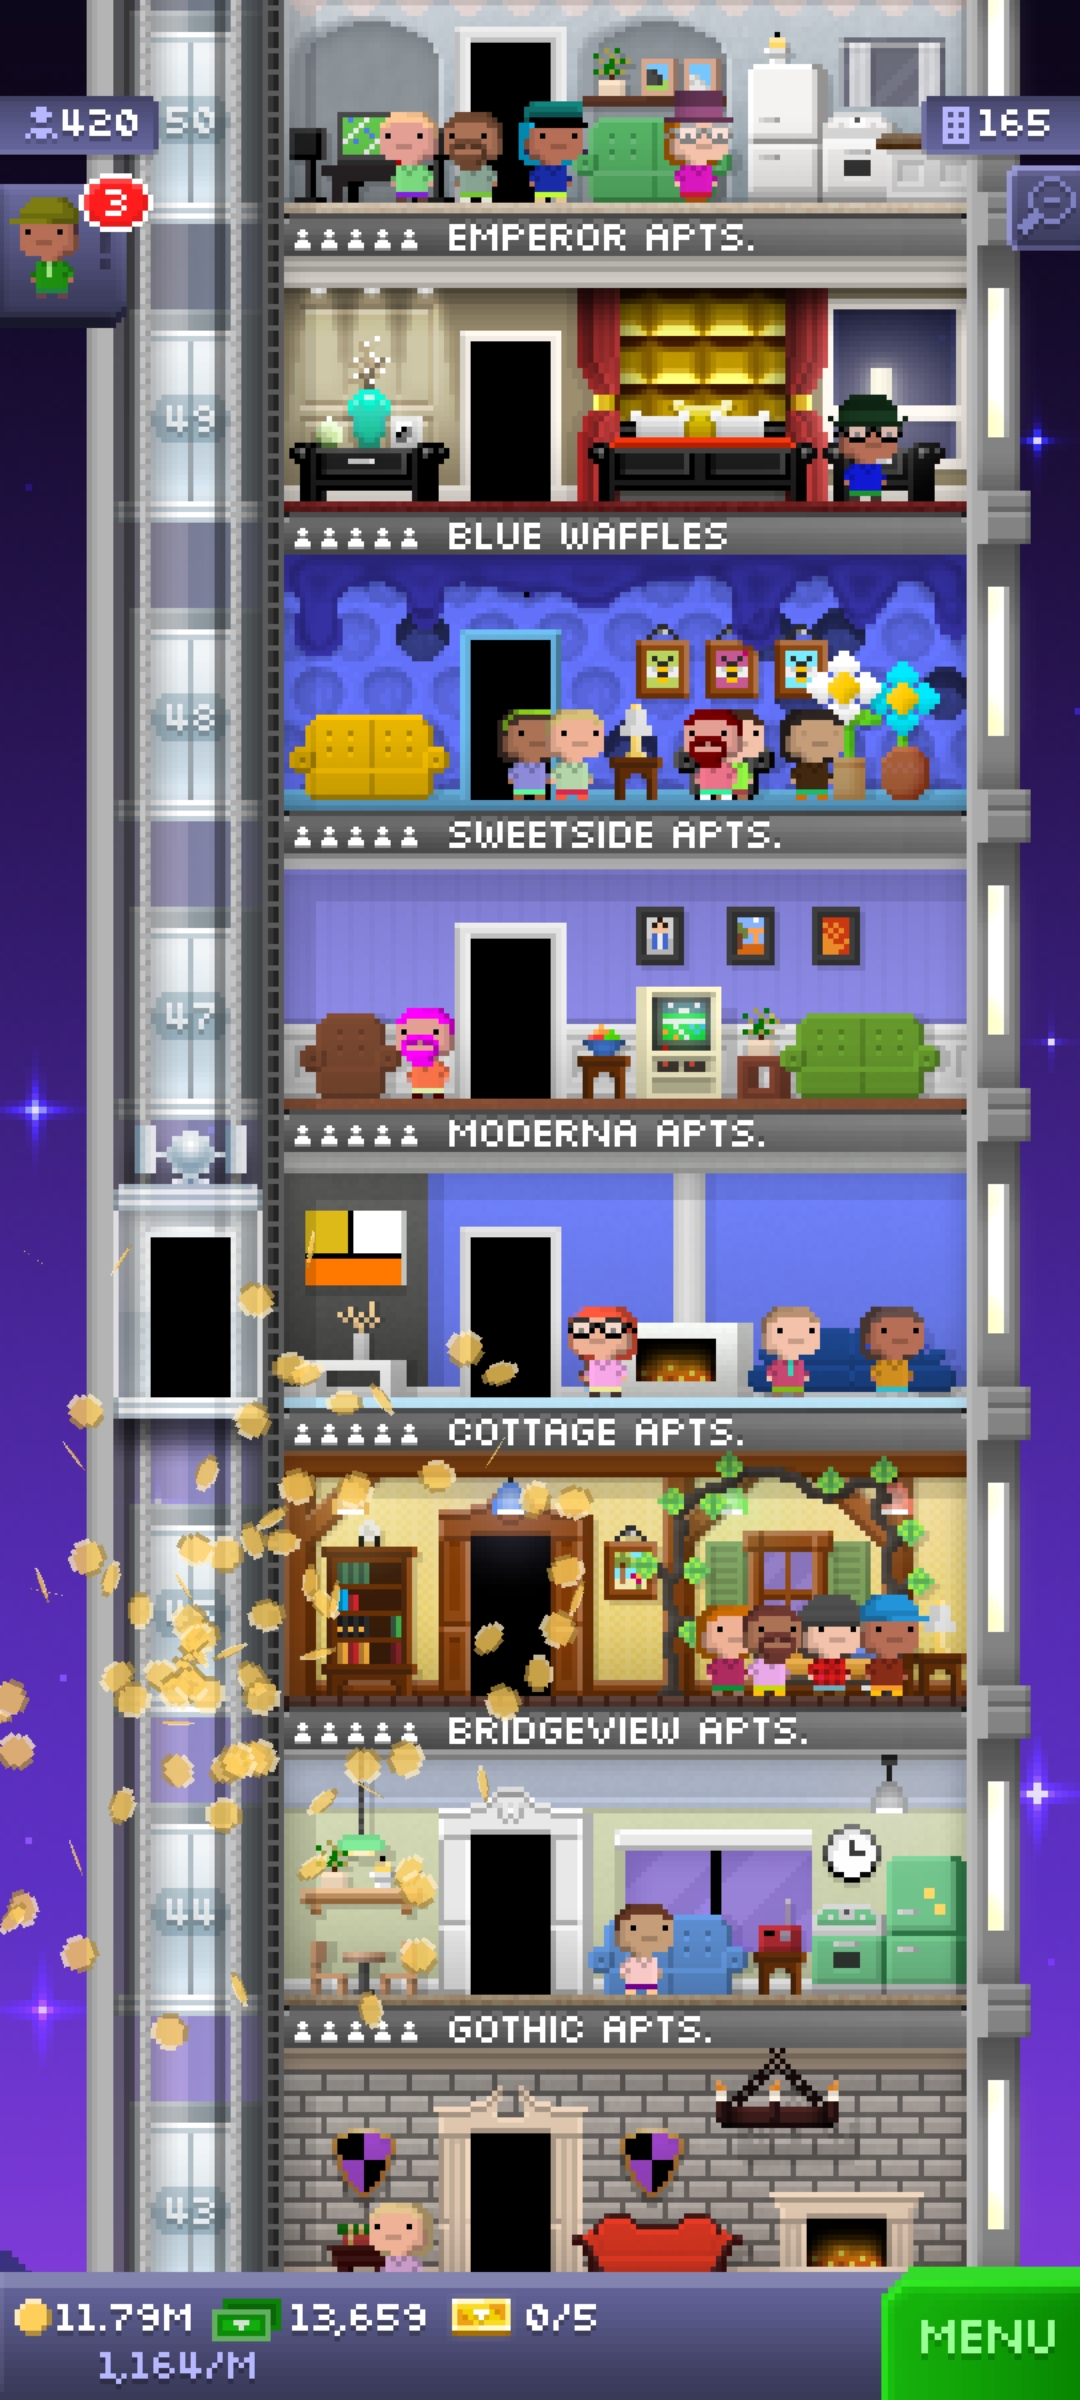 420
50
165
3
EMPEROR APTS.
49
BLUE WAFFLES
48
SWEETSIDE APTS.
47
MODERNA APTS.
COTTAGE APTS.
BRIDGEVIEW APTS.
44
GOTHIC APTS.
43
11.79M 13,659 0/5
1,164/M
MENU